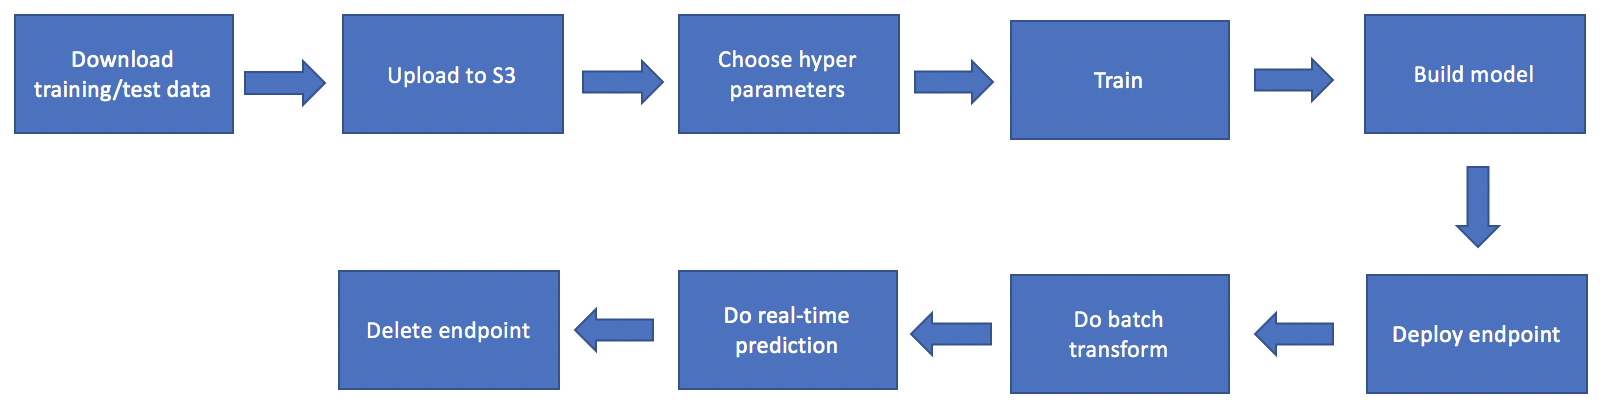 Download
training/test data
Upload to S3
Choose hyper
parameters
Train
Build model
Deploy endpoint
Do batch
transform
Do real-time
prediction
Delete endpoint